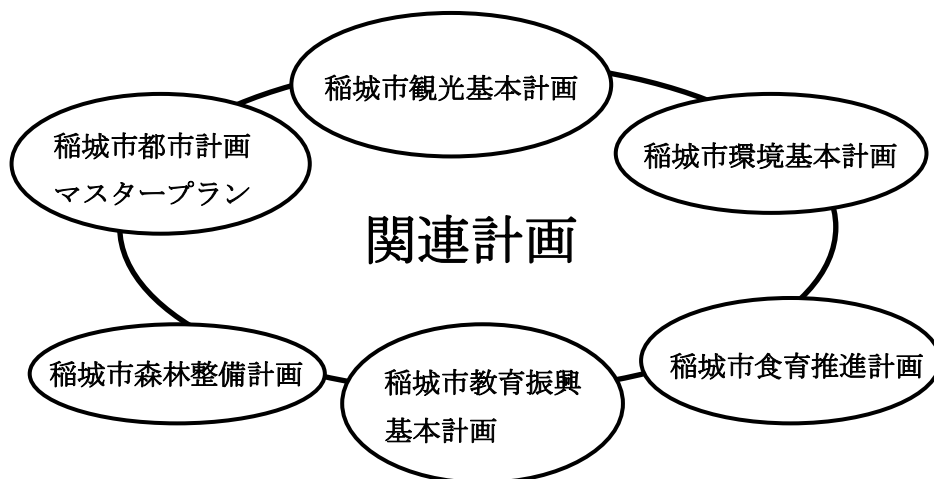 稲城市観光基本計画
稲城市都市計画
マスタープラン
稲城市環境基本計画
関連計画
稲城市森林整備計画
稲城市教育振興
基本計画
稲城市食育推進計画